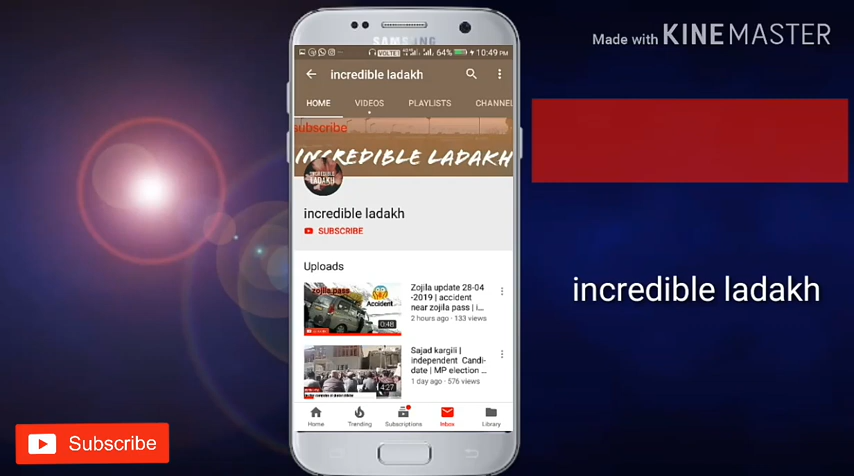 Made with KINEMASTER
SAMSUNG
VOLTE 64% 10:49 PM
incredible ladakh
HOME VIDEOS PLAYLISTS CHANNEL
subscribe
INCREDIBLE LADAKH
INCREDIBLE
LADAKH
incredible ladakh
SUBSCRIBE
Uploads
zojila pass
Accident
0:48
Zojila update 28-04
-2019 | accident
near zojila pass | i...
2 hours ago · 133 views
4:27
Sajad kargili |
independent Candi-
date | MP election ...
1 day ago · 576 views
Home Trending Subscriptions Inbox Library
incredible ladakh
Subscribe